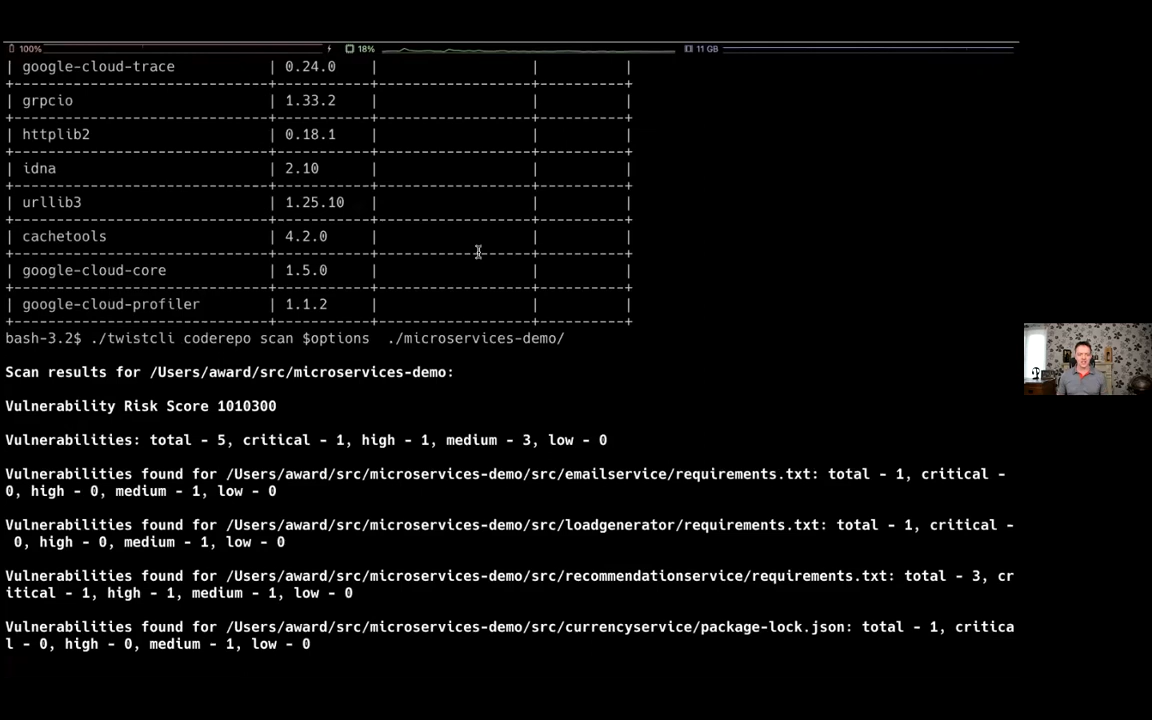 100% 18% 11 GB
| google-cloud-trace | 0.24.0 | | |
+------------------------------+-----------+------------------+----------+
| grpcio | 1.33.2 | | |
+------------------------------+-----------+------------------+----------+
| httplib2 | 0.18.1 | | |
+------------------------------+-----------+------------------+----------+
| idna | 2.10 | | |
+------------------------------+-----------+------------------+----------+
| urllib3 | 1.25.10 | | |
+------------------------------+-----------+------------------+----------+
| cachetools | 4.2.0 | | |
+------------------------------+-----------+------------------+----------+
| google-cloud-core | 1.5.0 | | |
+------------------------------+-----------+------------------+----------+
| google-cloud-profiler | 1.1.2 | | |
+------------------------------+-----------+------------------+----------+
bash-3.2$ ./twistcli coderepo scan $options  ./microservices-demo/
Scan results for /Users/award/src/microservices-demo:
Vulnerability Risk Score 1010300
Vulnerabilities: total - 5, critical - 1, high - 1, medium - 3, low - 0
Vulnerabilities found for /Users/award/src/microservices-demo/src/emailservice/requirements.txt: total - 1, critical -
0, high - 0, medium - 1, low - 0
Vulnerabilities found for /Users/award/src/microservices-demo/src/loadgenerator/requirements.txt: total - 1, critical -
0, high - 0, medium - 1, low - 0
Vulnerabilities found for /Users/award/src/microservices-demo/src/recommendationservice/requirements.txt: total - 3, cr
itical - 1, high - 1, medium - 1, low - 0
Vulnerabilities found for /Users/award/src/microservices-demo/src/currencyservice/package-lock.json: total - 1, critica
l - 0, high - 0, medium - 1, low - 0